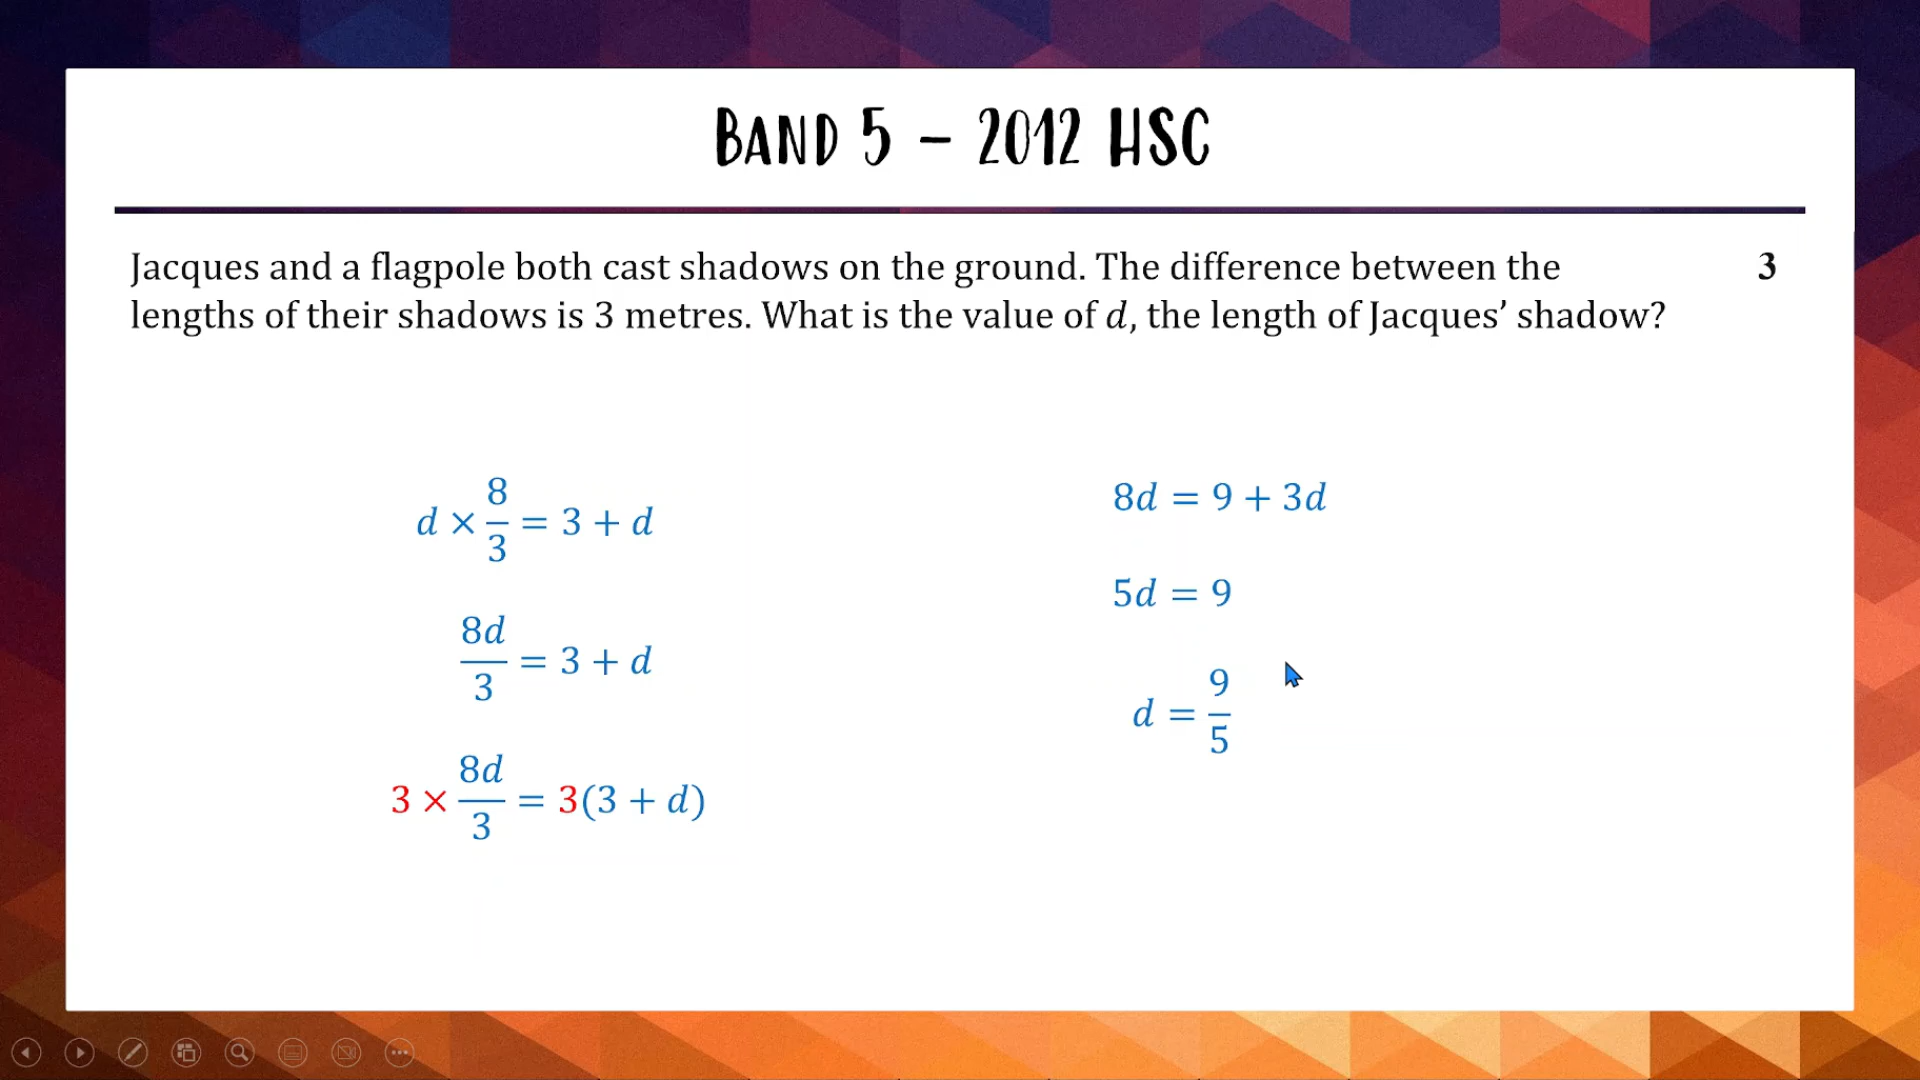 BAND 5 – 2012 HSC
Jacques and a flagpole both cast shadows on the ground. The difference between the 3
lengths of their shadows is 3 metres. What is the value of d, the length of Jacques’ shadow?
d × 8/3 = 3 + d
8d/3 = 3 + d
3 × 8d/3 = 3(3 + d)
8d = 9 + 3d
5d = 9
d = 9/5